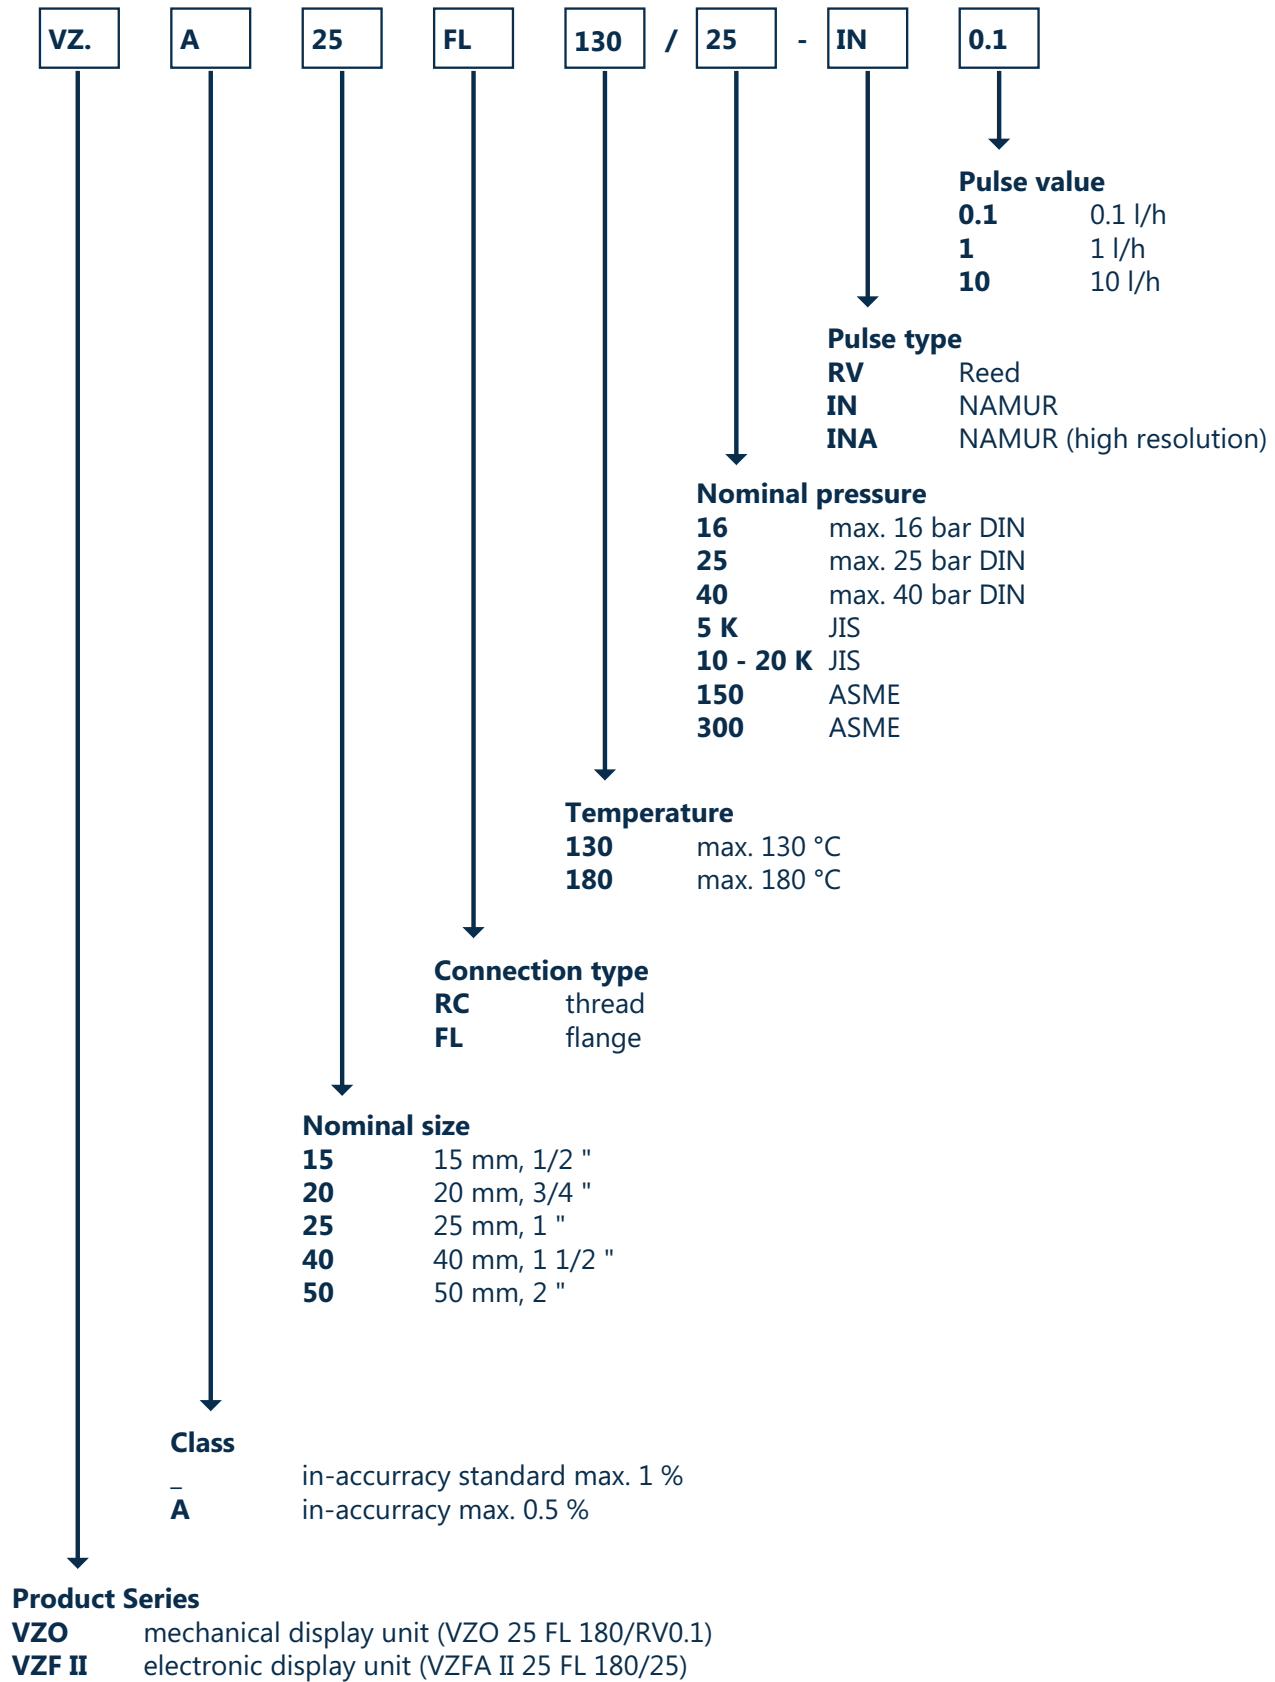 VZ. A 25 FL 130 / 25 - IN 0.1
Pulse value
0.1 0.1 l/h
1 1 l/h
10 10 l/h
Pulse type
RV Reed
IN NAMUR
INA NAMUR (high resolution)
Nominal pressure
16 max. 16 bar DIN
25 max. 25 bar DIN
40 max. 40 bar DIN
5 K JIS
10 - 20 K JIS
150 ASME
300 ASME
Temperature
130 max. 130 °C
180 max. 180 °C
Connection type
RC thread
FL flange
Nominal size
15 15 mm, 1/2 "
20 20 mm, 3/4 "
25 25 mm, 1 "
40 40 mm, 1 1/2 "
50 50 mm, 2 "
Class
_ in-accurracy standard max. 1 %
A in-accurracy max. 0.5 %
Product Series
VZO mechanical display unit (VZO 25 FL 180/RV0.1)
VZF II electronic display unit (VZFA II 25 FL 180/25)